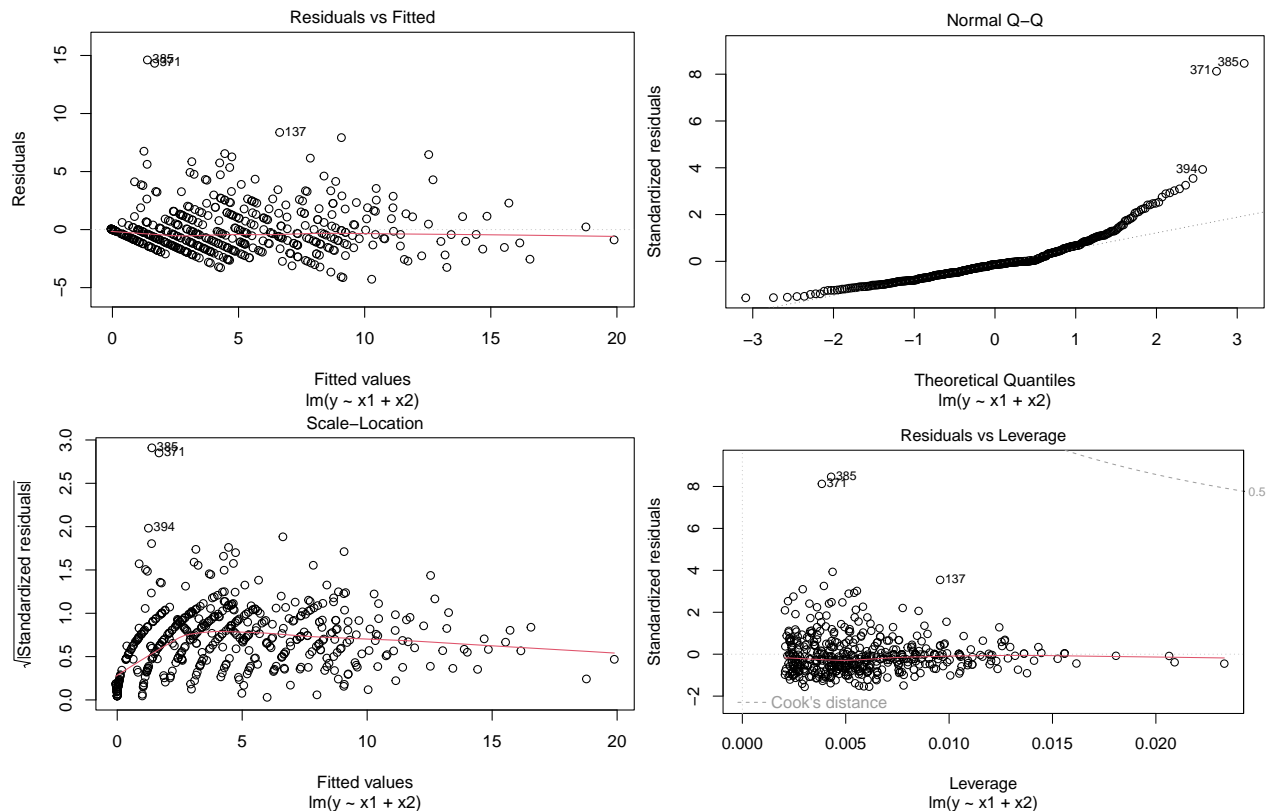 Residuals vs Fitted
Residuals
15
10
5
0
−5
385
371
137
0 5 10 15 20
Fitted values
lm(y ~ x1 + x2)
Normal Q−Q
Standardized residuals
8
6
4
2
0
371
385
394
−3 −2 −1 0 1 2 3
Theoretical Quantiles
lm(y ~ x1 + x2)
Scale−Location
√|Standardized residuals|
3.0
2.5
2.0
1.5
1.0
0.5
0.0
385
371
394
0 5 10 15 20
Fitted values
lm(y ~ x1 + x2)
Residuals vs Leverage
Standardized residuals
8
6
4
2
0
−2
385
371
137
0.5
Cook's distance
0.000 0.005 0.010 0.015 0.020
Leverage
lm(y ~ x1 + x2)